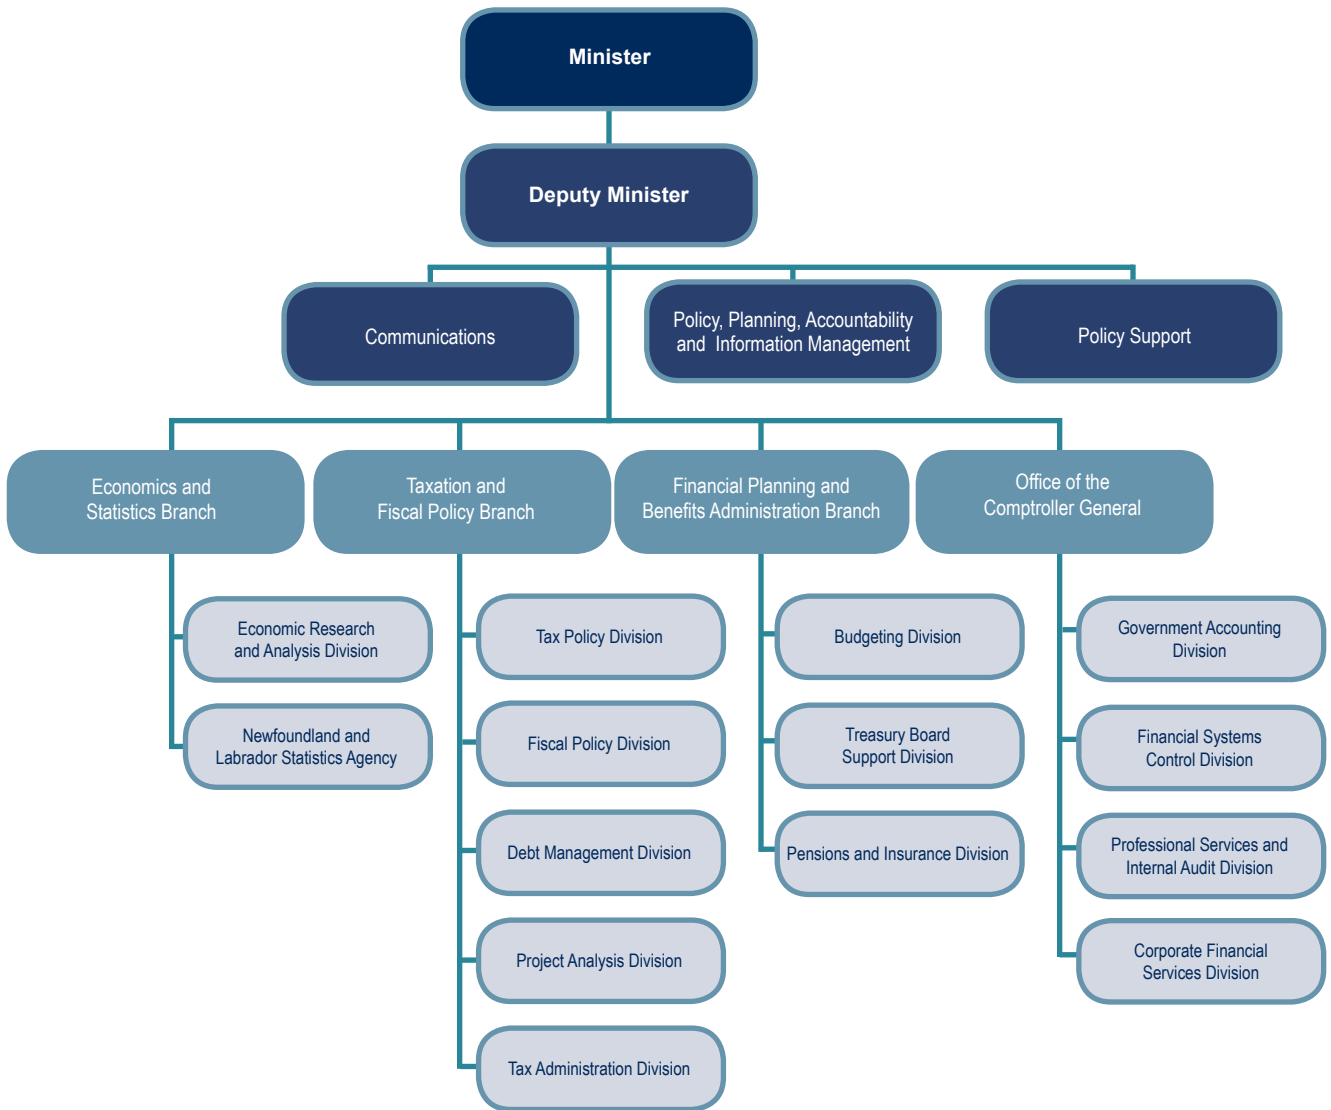 Minister
Deputy Minister
Communications
Policy, Planning, Accountability
and Information Management
Policy Support
Economics and
Statistics Branch
Taxation and
Fiscal Policy Branch
Financial Planning and
Benefits Administration Branch
Office of the
Comptroller General
Economic Research
and Analysis Division
Newfoundland and
Labrador Statistics Agency
Tax Policy Division
Fiscal Policy Division
Debt Management Division
Project Analysis Division
Tax Administration Division
Budgeting Division
Treasury Board
Support Division
Pensions and Insurance Division
Government Accounting
Division
Financial Systems
Control Division
Professional Services and
Internal Audit Division
Corporate Financial
Services Division